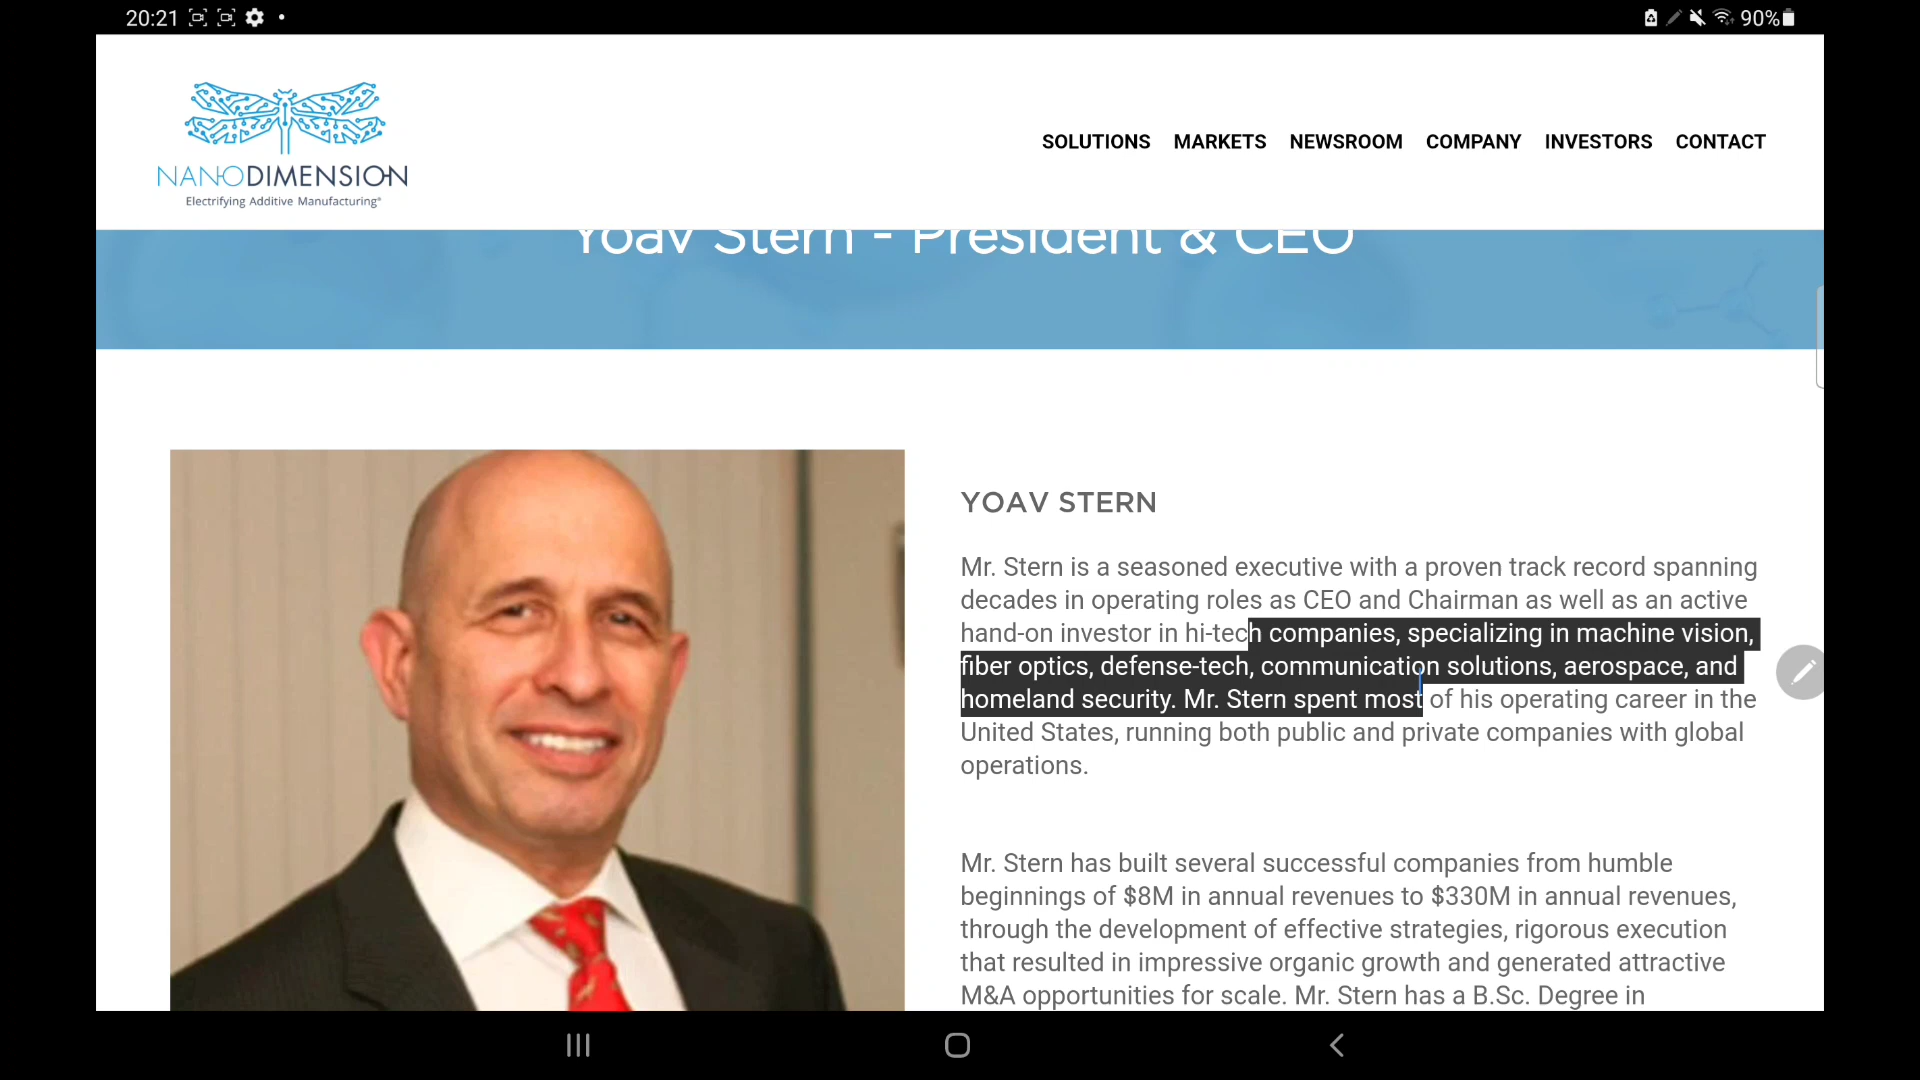 20:21
90%
NANODIMENSION
Electrifying Additive Manufacturing®
SOLUTIONS MARKETS NEWSROOM COMPANY INVESTORS CONTACT
Yoav Stern - President & CEO
YOAV STERN
Mr. Stern is a seasoned executive with a proven track record spanning
decades in operating roles as CEO and Chairman as well as an active
hand-on investor in hi-tech companies, specializing in machine vision,
fiber optics, defense-tech, communication solutions, aerospace, and
homeland security. Mr. Stern spent most of his operating career in the
United States, running both public and private companies with global
operations.
Mr. Stern has built several successful companies from humble
beginnings of $8M in annual revenues to $330M in annual revenues,
through the development of effective strategies, rigorous execution
that resulted in impressive organic growth and generated attractive
M&A opportunities for scale. Mr. Stern has a B.Sc. Degree in